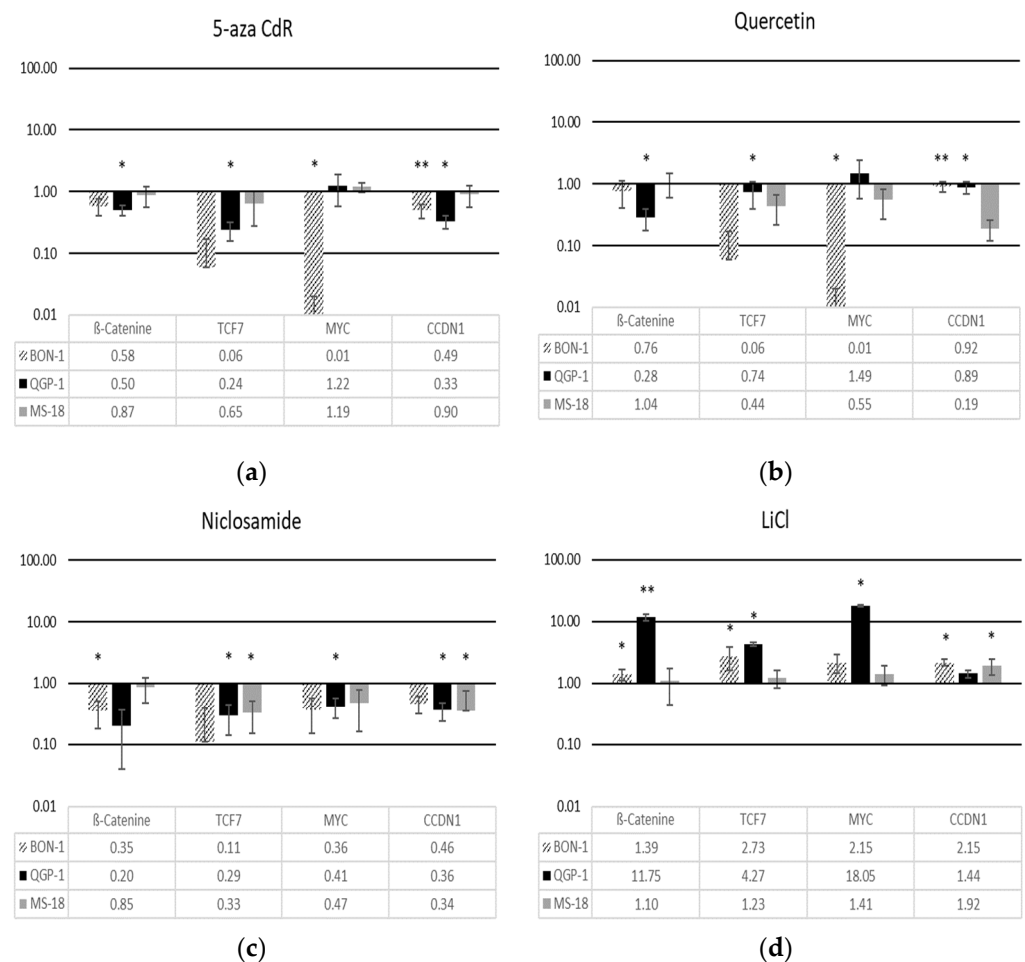 5-aza CdR
100.00
10.00
* * * ** *
1.00
0.10
0.01
ß-Catenine TCF7 MYC CCDN1
BON-1 0.58 0.06 0.01 0.49
QGP-1 0.50 0.24 1.22 0.33
MS-18 0.87 0.65 1.19 0.90
(a)
Quercetin
100.00
10.00
* * * ** *
1.00
0.10
0.01
ß-Catenine TCF7 MYC CCDN1
BON-1 0.76 0.06 0.01 0.92
QGP-1 0.28 0.74 1.49 0.89
MS-18 1.04 0.44 0.55 0.19
(b)
Niclosamide
100.00
10.00
* * * * * *
1.00
0.10
0.01
ß-Catenine TCF7 MYC CCDN1
BON-1 0.35 0.11 0.36 0.46
QGP-1 0.20 0.29 0.41 0.36
MS-18 0.85 0.33 0.47 0.34
(c)
LiCl
100.00
* ** * * * * *
10.00
1.00
0.10
0.01
ß-Catenine TCF7 MYC CCDN1
BON-1 1.39 2.73 2.15 2.15
QGP-1 11.75 4.27 18.05 1.44
MS-18 1.10 1.23 1.41 1.92
(d)